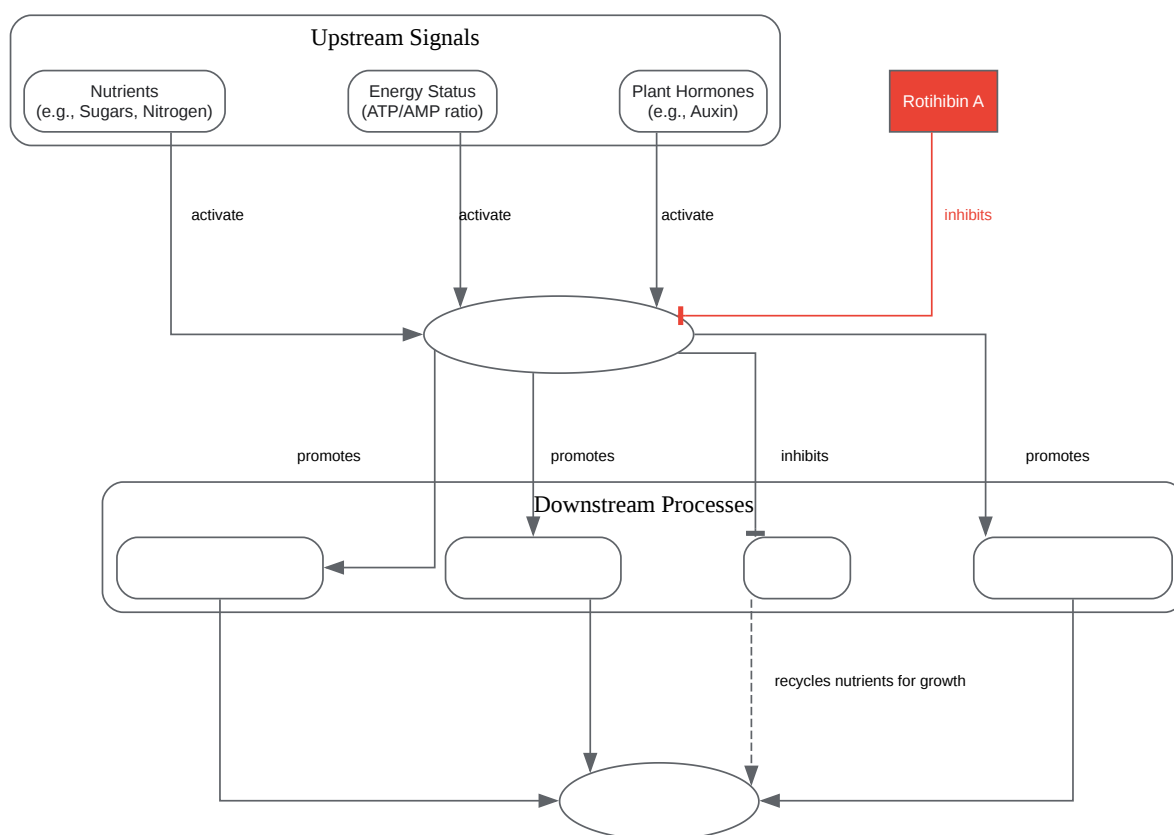 Upstream Signals
Nutrients
(e.g., Sugars, Nitrogen)
Energy Status
(ATP/AMP ratio)
Plant Hormones
(e.g., Auxin)
Rotihibin A
activate
activate
activate
inhibits
promotes
promotes
inhibits
promotes
Downstream Processes
recycles nutrients for growth